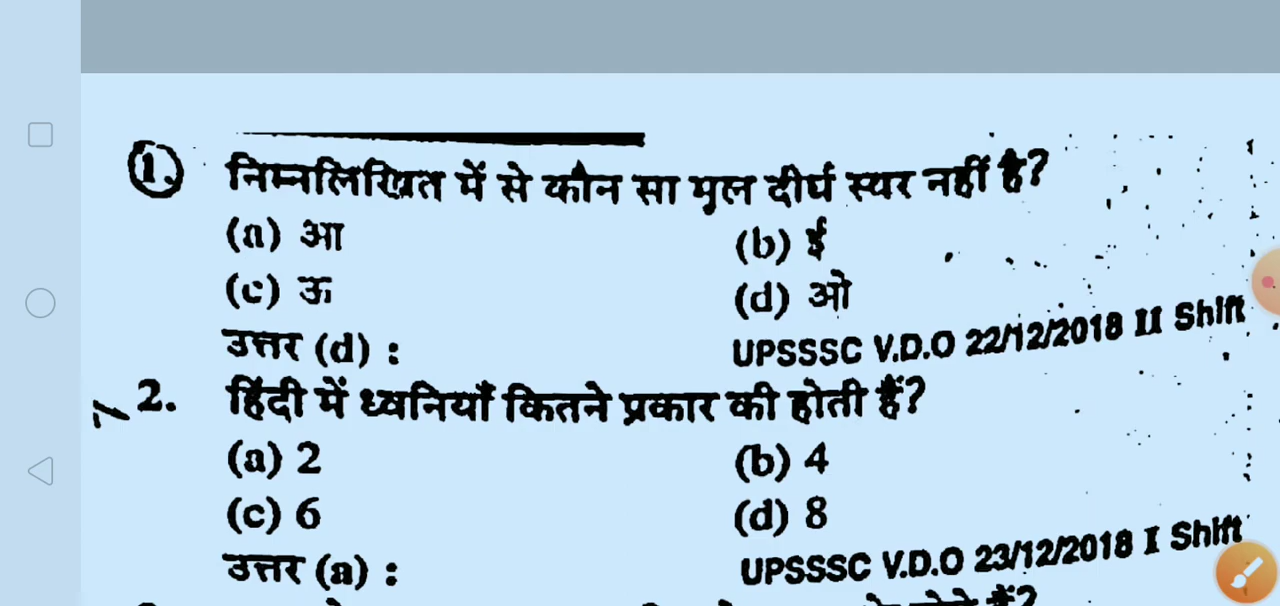 1. निम्नलिखित में से कौन सा मूल दीर्घ स्वर नहीं है?
(a) आ (b) ई
(c) ऊ (d) ओ
उत्तर (d) : UPSSSC V.D.O 22/12/2018 II Shift
2. हिंदी में ध्वनियाँ कितने प्रकार की होती हैं?
(a) 2 (b) 4
(c) 6 (d) 8
उत्तर (a) : UPSSSC V.D.O 23/12/2018 I Shift